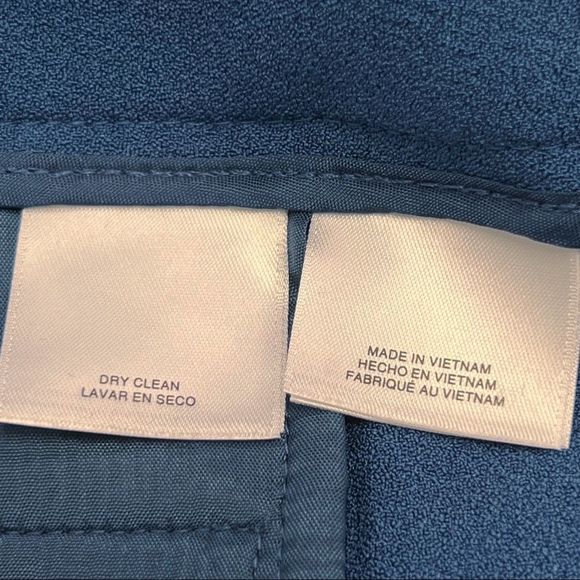 DRY CLEAN
LAVAR EN SECO
MADE IN VIETNAM
HECHO EN VIETNAM
FABRIQUÉ AU VIETNAM